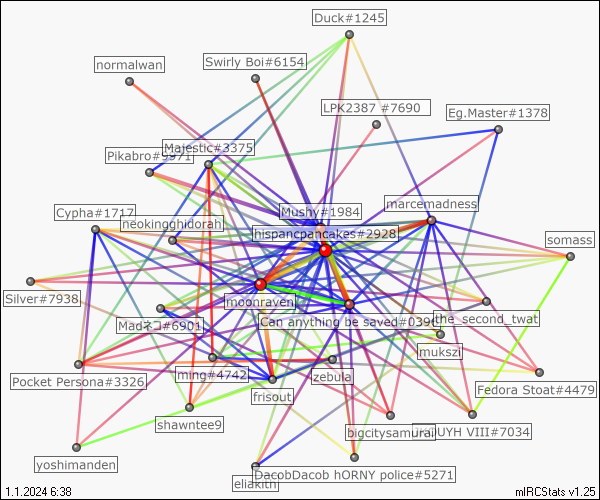 Duck#1245
normalwan
Swirly Boi#6154
LPK2387 #7690
Eg.Master#1378
Majestic#3375
Pikabro#9971
marcemadness
Cypha#1717
Mushy#1984
neokingghidorah
hispancpancakes#2928
somass
Silver#7938
moonraven
Can anything be saved#0390
the_second_twat
Madネコ#6901
mukszi
Pocket Persona#3326
ming#4742
zebula
Fedora Stoat#4479
frisout
shawntee9
bigcitysamurai
UYH VIII#7034
yoshimanden
eliakith
DacobDacob hORNY police#5271
1.1.2024 6:38
mIRCStats v1.25